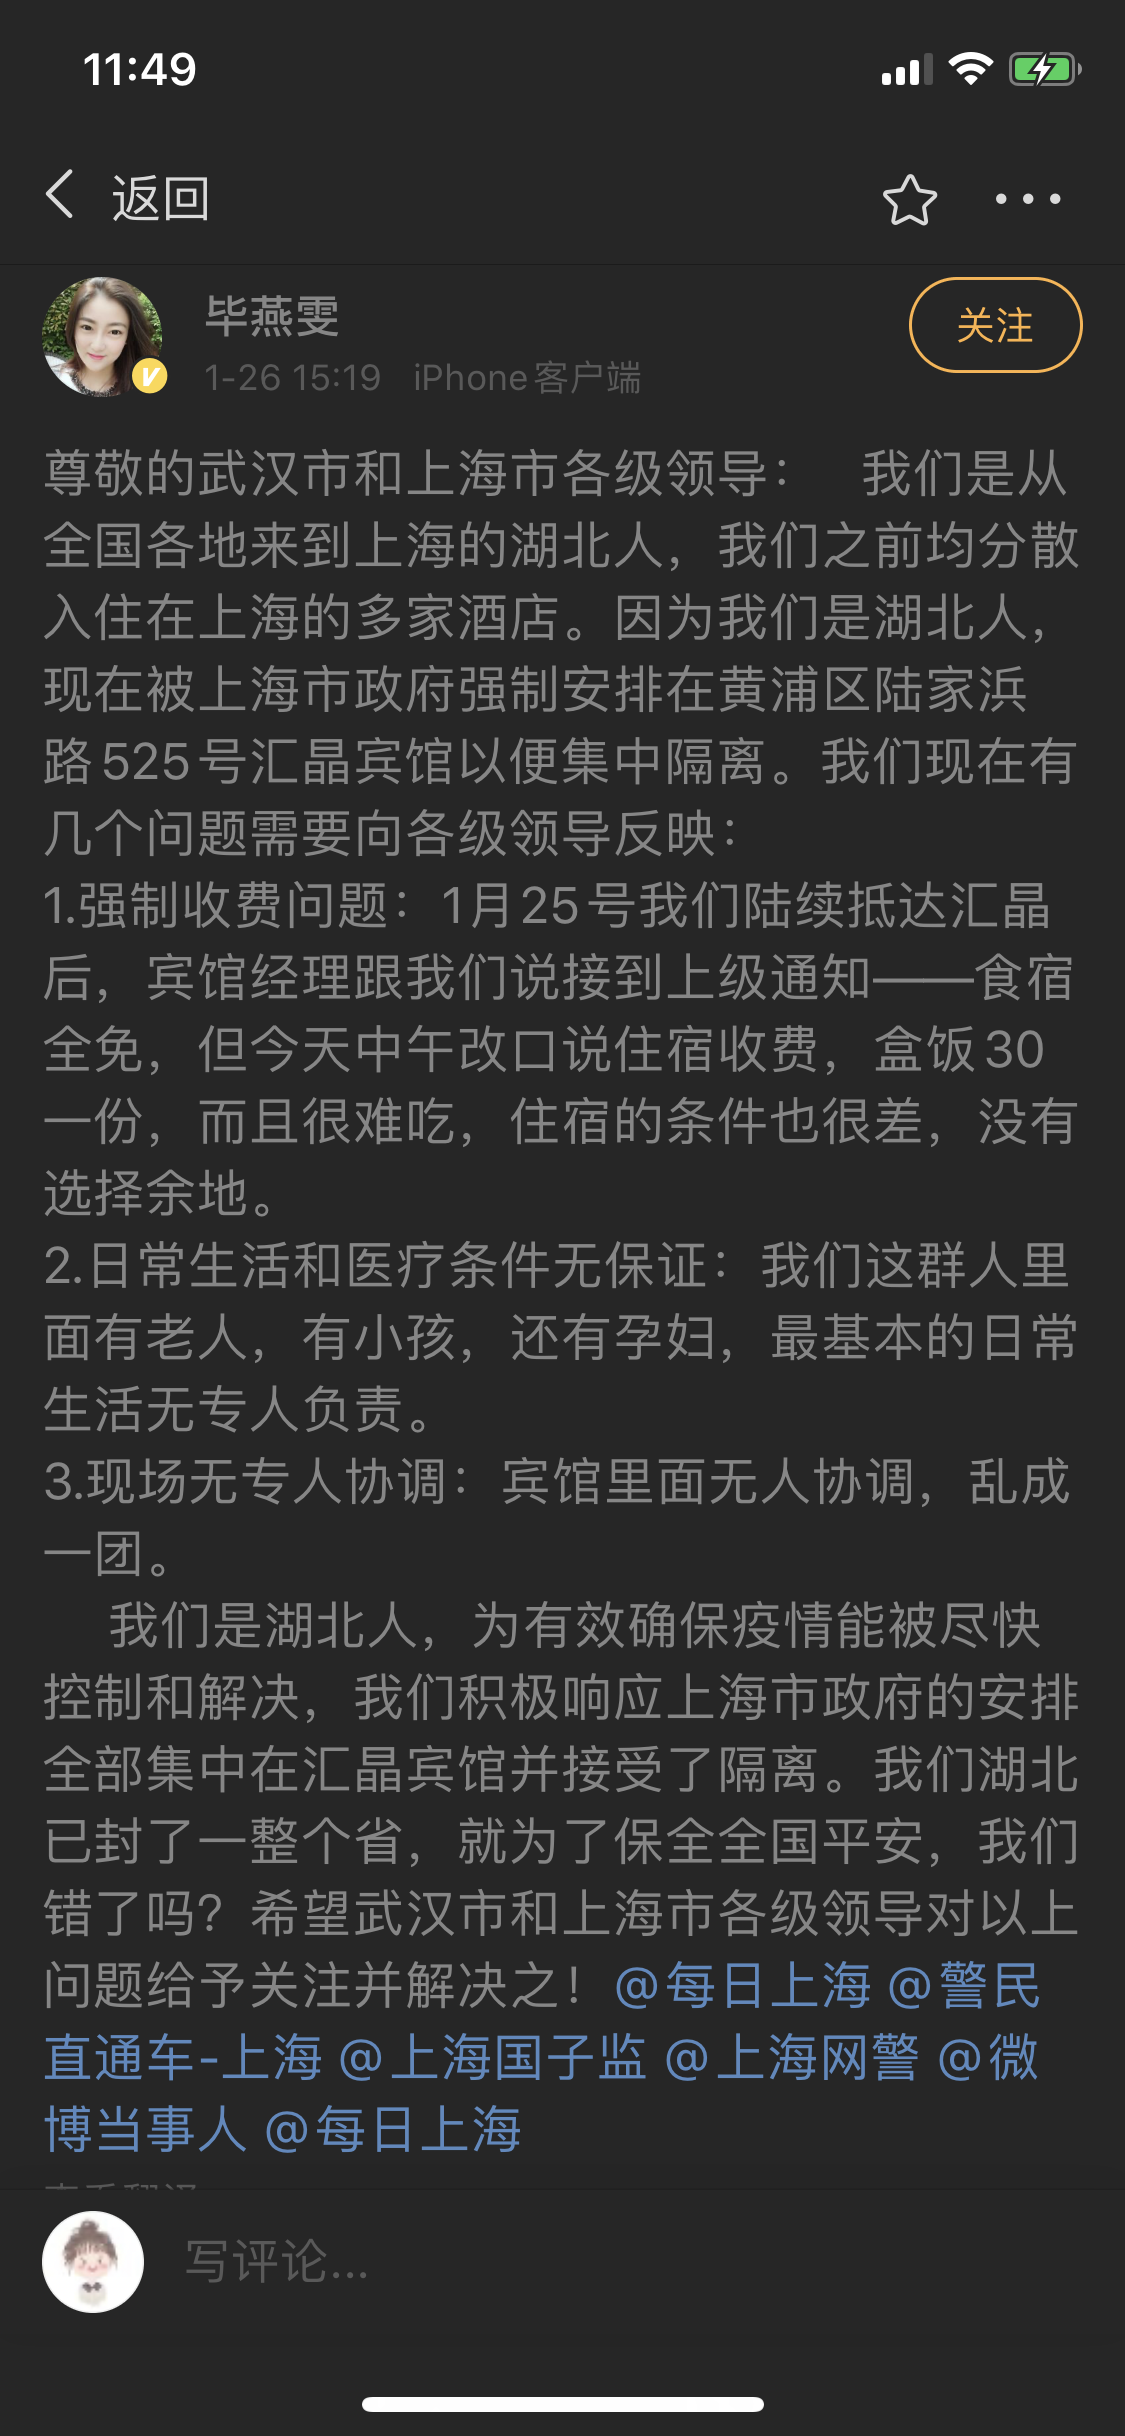 11:49
返回
毕燕雯
关注
1-26 15:19 iPhone客户端
尊敬的武汉市和上海市各级领导： 我们是从
全国各地来到上海的湖北人，我们之前均分散
入住在上海的多家酒店。因为我们是湖北人，
现在被上海市政府强制安排在黄浦区陆家浜
路525号汇晶宾馆以便集中隔离。我们现在有
几个问题需要向各级领导反映：
1.强制收费问题：1月25号我们陆续抵达汇晶
后，宾馆经理跟我们说接到上级通知——食宿
全免，但今天中午改口说住宿收费，盒饭30
一份，而且很难吃，住宿的条件也很差，没有
选择余地。
2.日常生活和医疗条件无保证：我们这群人里
面有老人，有小孩，还有孕妇，最基本的日常
生活无专人负责。
3.现场无专人协调：宾馆里面无人协调，乱成
一团。
我们是湖北人，为有效确保疫情能被尽快
控制和解决，我们积极响应上海市政府的安排
全部集中在汇晶宾馆并接受了隔离。我们湖北
已封了一整个省，就为了保全全国平安，我们
错了吗？希望武汉市和上海市各级领导对以上
问题给予关注并解决之！@每日上海 @警民
直通车-上海 @上海国子监 @上海网警 @微
博当事人 @每日上海
写评论...